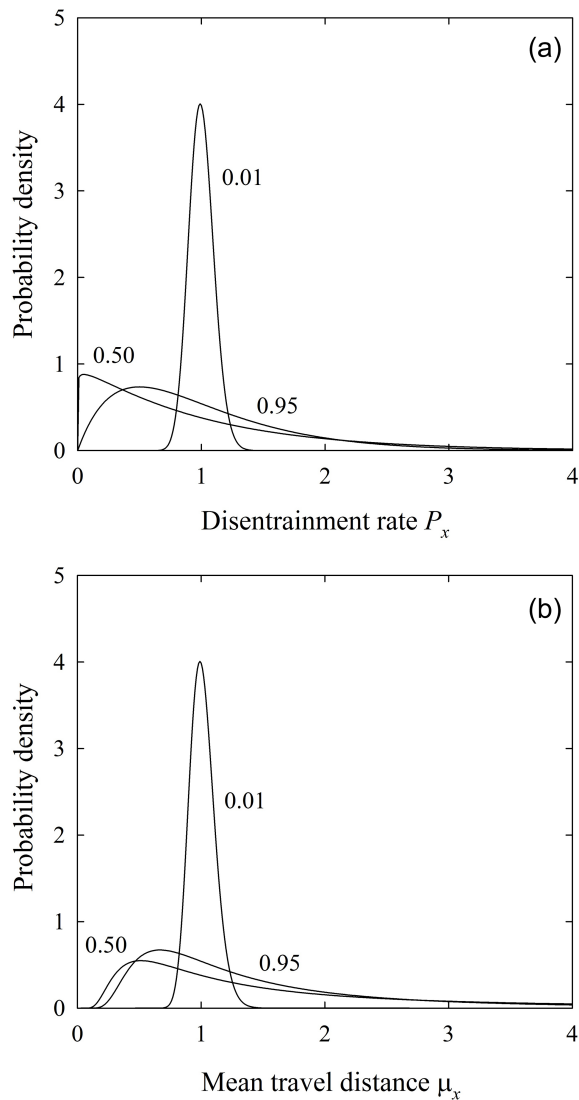 5
(a)
4
0.01
3
2
0.50
1
0.95
0
0 1 2 3 4
Probability density
Disentrainment rate Pₓ
5
(b)
4
3
0.01
2
1
0.50
0.95
0
0 1 2 3 4
Probability density
Mean travel distance μₓ